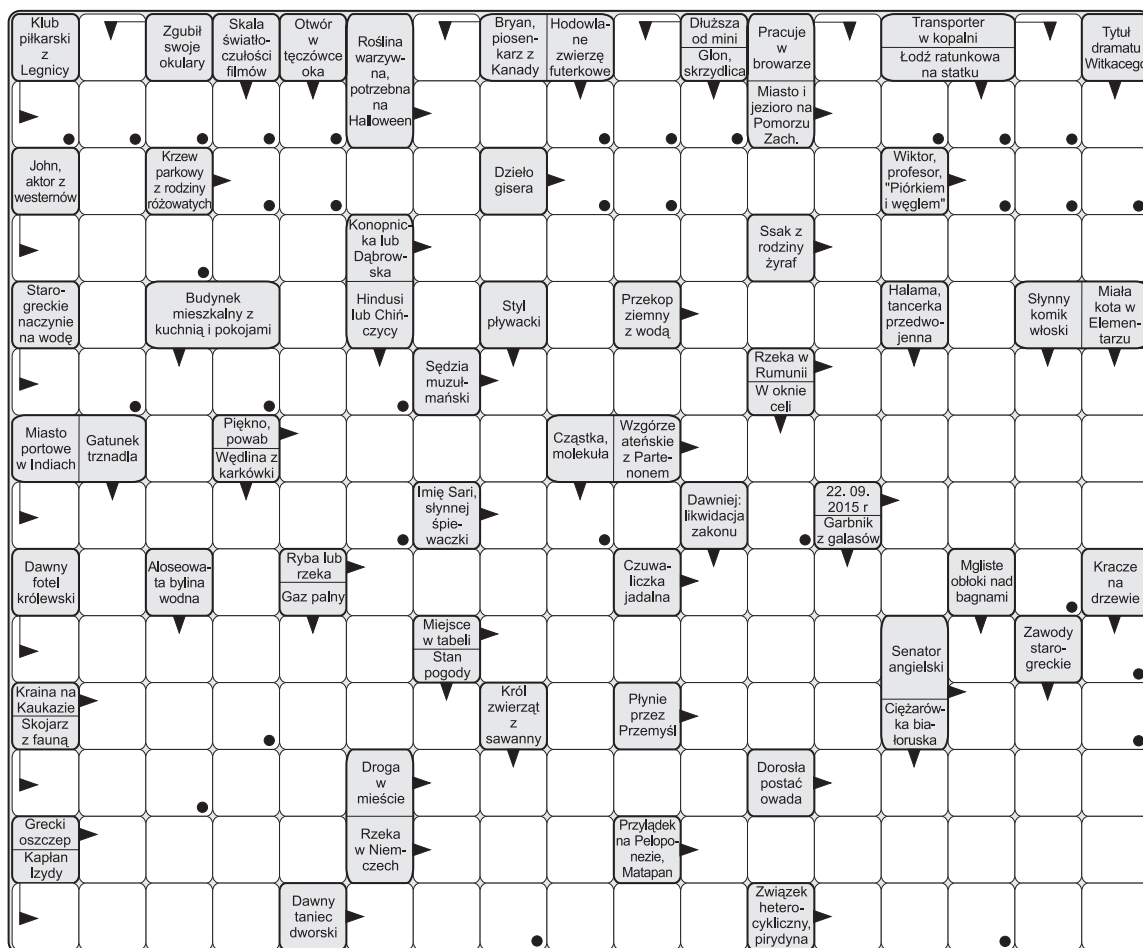 Klub
piłkarski
z
Legnicy
Zgubił
swoje
okulary
Skala
światło-
czułości
filmów
Otwór
w
tęczówce
oka
Roślina
warzyw-
na,
potrzebna
na
Halloween
Bryan,
piosen-
karz z
Kanady
Hodowla-
ne
zwierzę
futerkowe
Dłuższa
od mini
Glon,
skrzydlica
Pracuje
w
browarze
Miasto i
jezioro na
Pomorzu
Zach.
Transporter
w kopalni
Łodź ratunkowa
na statku
Tytuł
dramatu
Witkacego
John,
aktor z
westernów
Krzew
parkowy
z rodziny
różowatych
Dzieło
gisera
Wiktor,
profesor,
"Piórkiem
i węglem"
Konopnic-
ka lub
Dąbrow-
ska
Hindusi
lub Chiń-
czycy
Ssak z
rodziny
żyraf
Staro-
greckie
naczynie
na wodę
Budynek
mieszkalny z
kuchnią i pokojami
Styl
pływacki
Przekop
ziemny
z wodą
Halama,
tancerka
przedwo-
jenna
Słynny
komik
włoski
Miała
kota w
Elemen-
tarzu
Sędzia
muzuł-
mański
Rzeka w
Rumunii
W oknie
celi
Miasto
portowe
w Indiach
Gatunek
trznadla
Piękno,
powab
Wędlina z
karkówki
Cząstka,
molekuła
Wzgórze
ateńskie
z Parte-
nonem
Imię Sari,
słynnej
śpie-
waczki
Dawniej:
likwidacja
zakonu
22. 09.
2015 r
Garbnik
z galasów
Dawny
fotel
królewski
Aloseowa-
ta bylina
wodna
Ryba lub
rzeka
Gaz palny
Czuwa-
liczka
jadalna
Mgliste
obłoki nad
bagnami
Kracze
na
drzewie
Miejsce
w tabeli
Stan
pogody
Senator
angielski
Ciężarów-
ka bia-
łoruska
Zawody
staro-
greckie
Kraina na
Kaukazie
Skojarz
z fauną
Król
zwierząt
z
sawanny
Płynie
przez
Przemyśl
Droga
w
mieście
Rzeka
w Niem-
czech
Dorosła
postać
owada
Grecki
oszczep
Kapłan
Izydy
Przylądek
na Pelopo-
nezie,
Matapan
Dawny
taniec
dworski
Związek
hetero-
cykliczny,
pirydyna